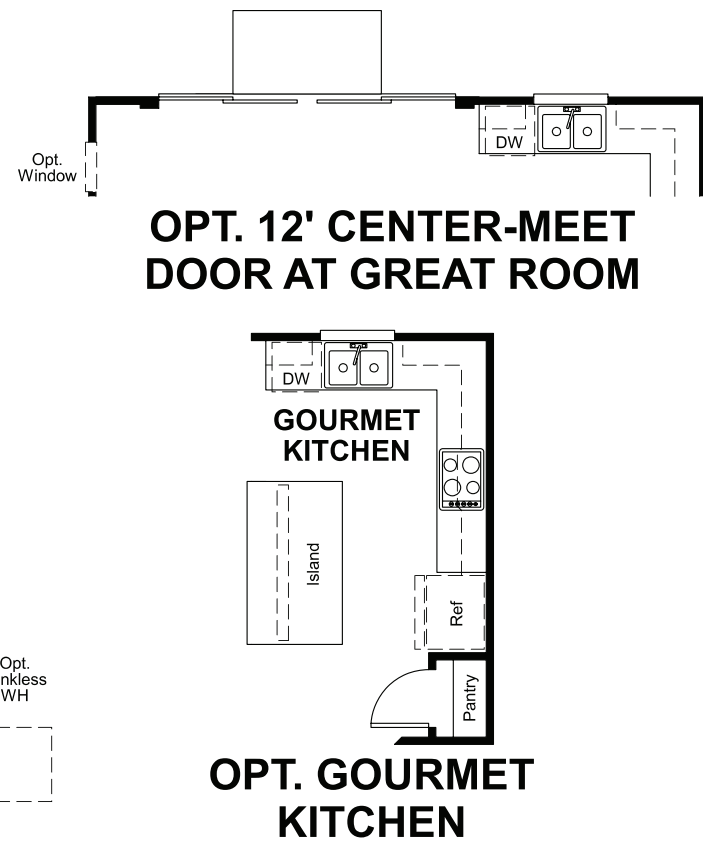 Opt.
Window
DW
OPT. 12' CENTER-MEET
DOOR AT GREAT ROOM
DW
GOURMET
KITCHEN
Island
Ref
Pantry
Opt.
nkless
WH
OPT. GOURMET
KITCHEN